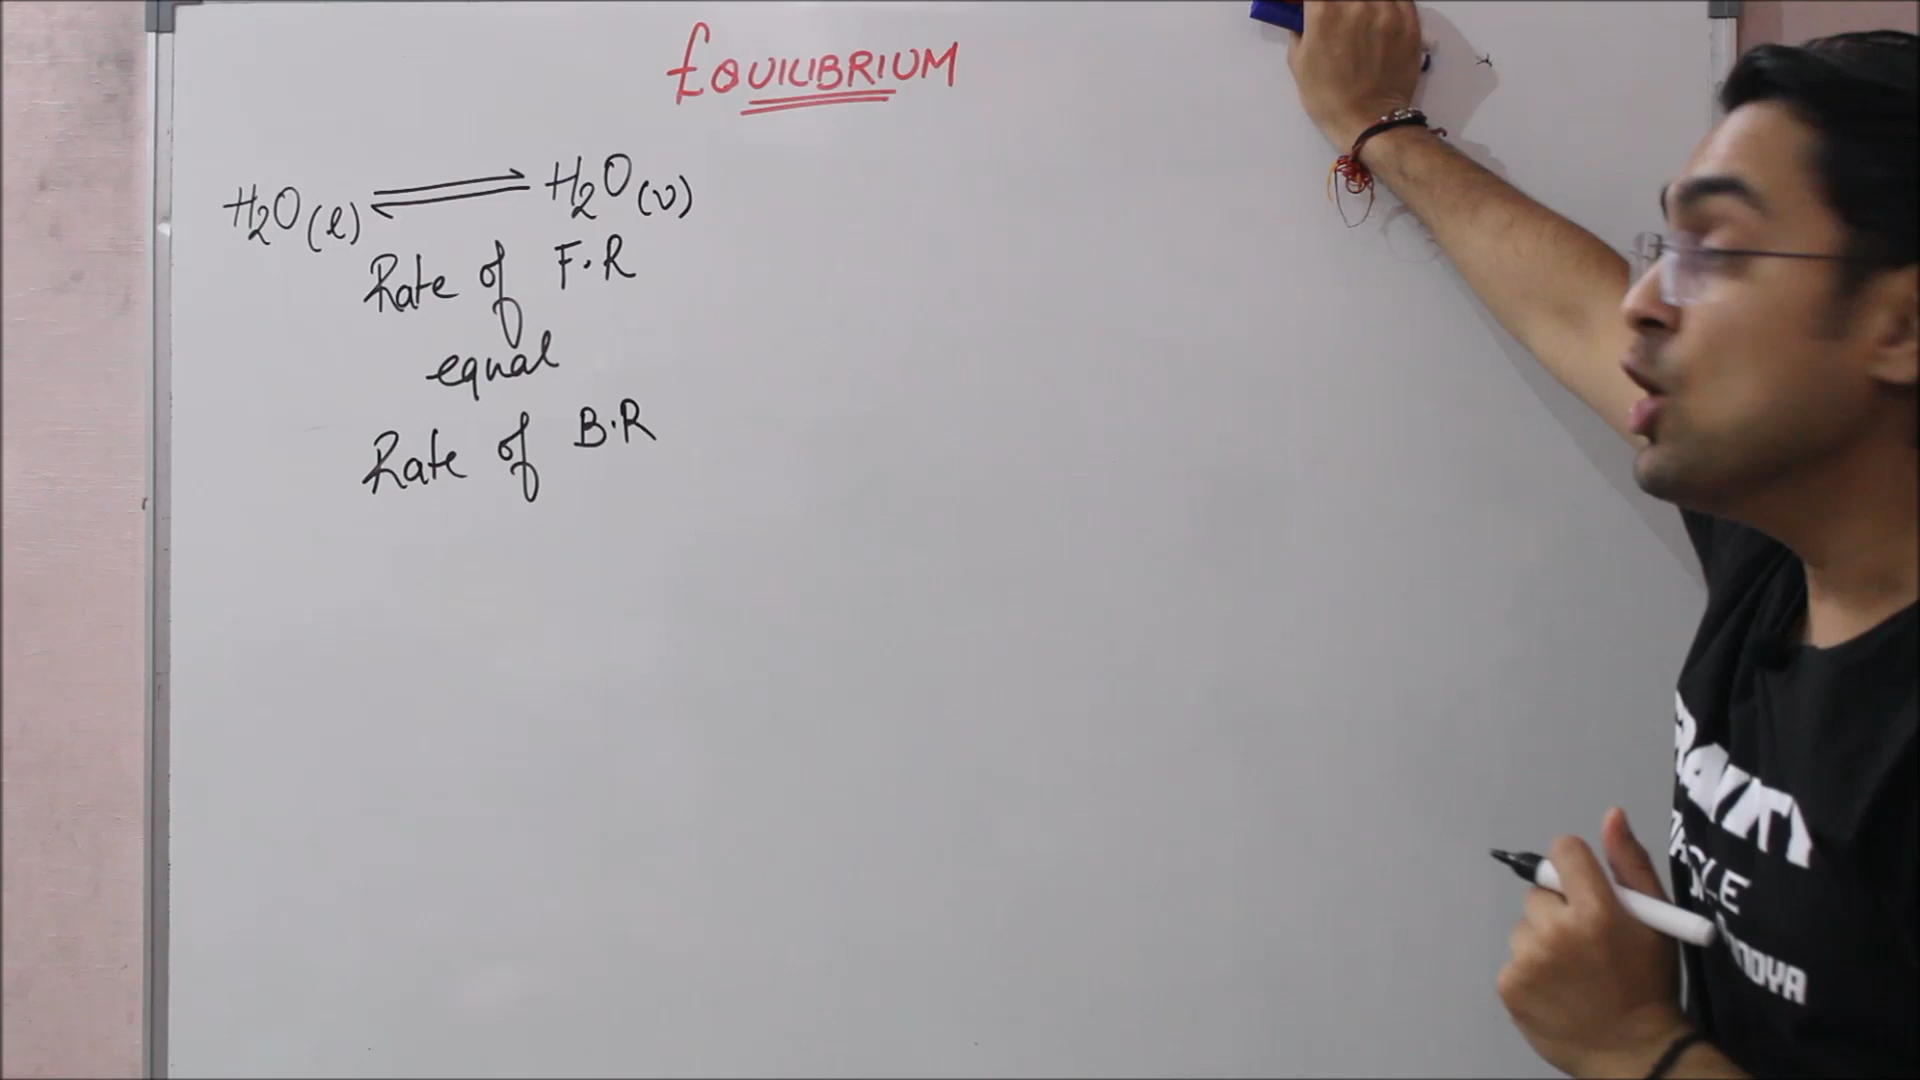 EQUILIBRIUM
H₂O(l) ⇌ H₂O(v)
Rate of F.R
equal
Rate of B.R